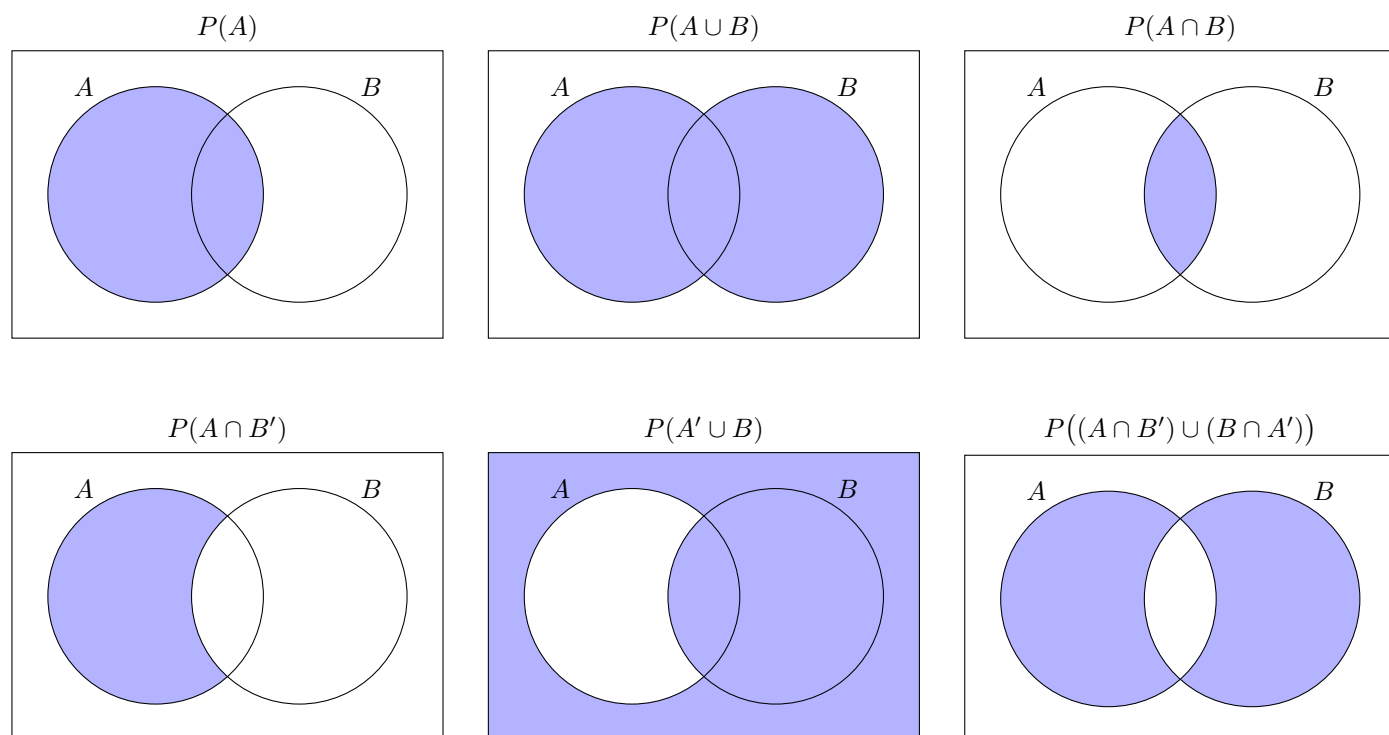 P(A)
P(A ∪ B)
P(A ∩ B)
A B
A B
A B
P(A ∩ B′)
P(A′ ∪ B)
P((A ∩ B′) ∪ (B ∩ A′))
A B
A B
A B